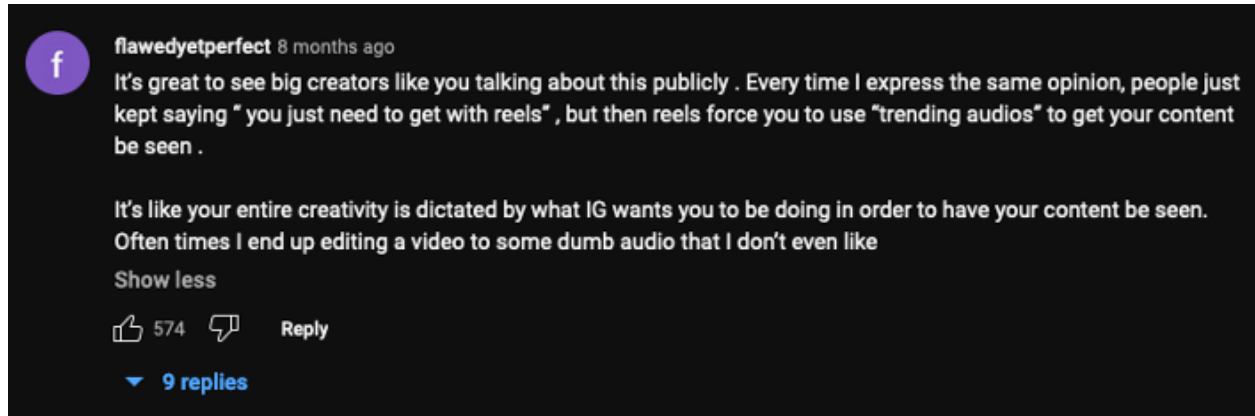 f
flawedyetperfect 8 months ago
It's great to see big creators like you talking about this publicly . Every time I express the same opinion, people just
kept saying “ you just need to get with reels” , but then reels force you to use “trending audios” to get your content
be seen .
It's like your entire creativity is dictated by what IG wants you to be doing in order to have your content be seen.
Often times I end up editing a video to some dumb audio that I don't even like
Show less
574 Reply
9 replies